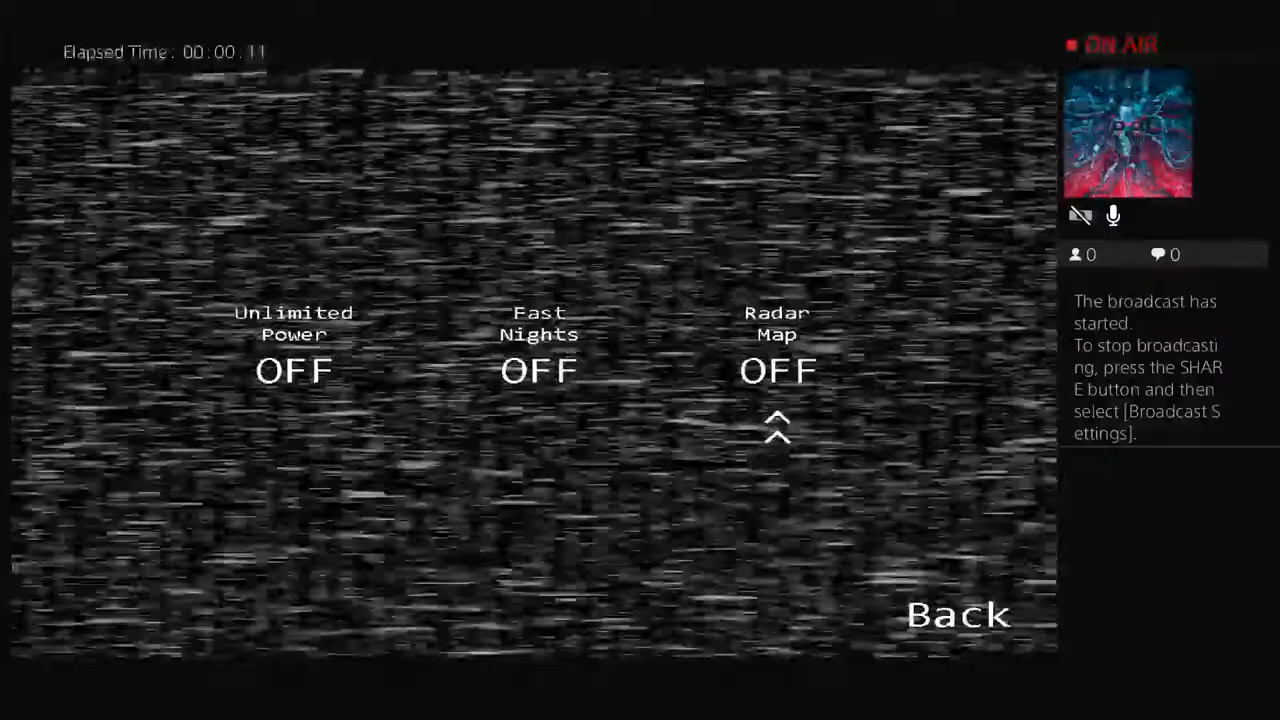 Elapsed Time: 00:00:11
ON AIR
0 0
The broadcast has
started.
To stop broadcasti
ng, press the SHAR
E button and then
select [Broadcast S
ettings].
Unlimited
Power
OFF
Fast
Nights
OFF
Radar
Map
OFF
Back